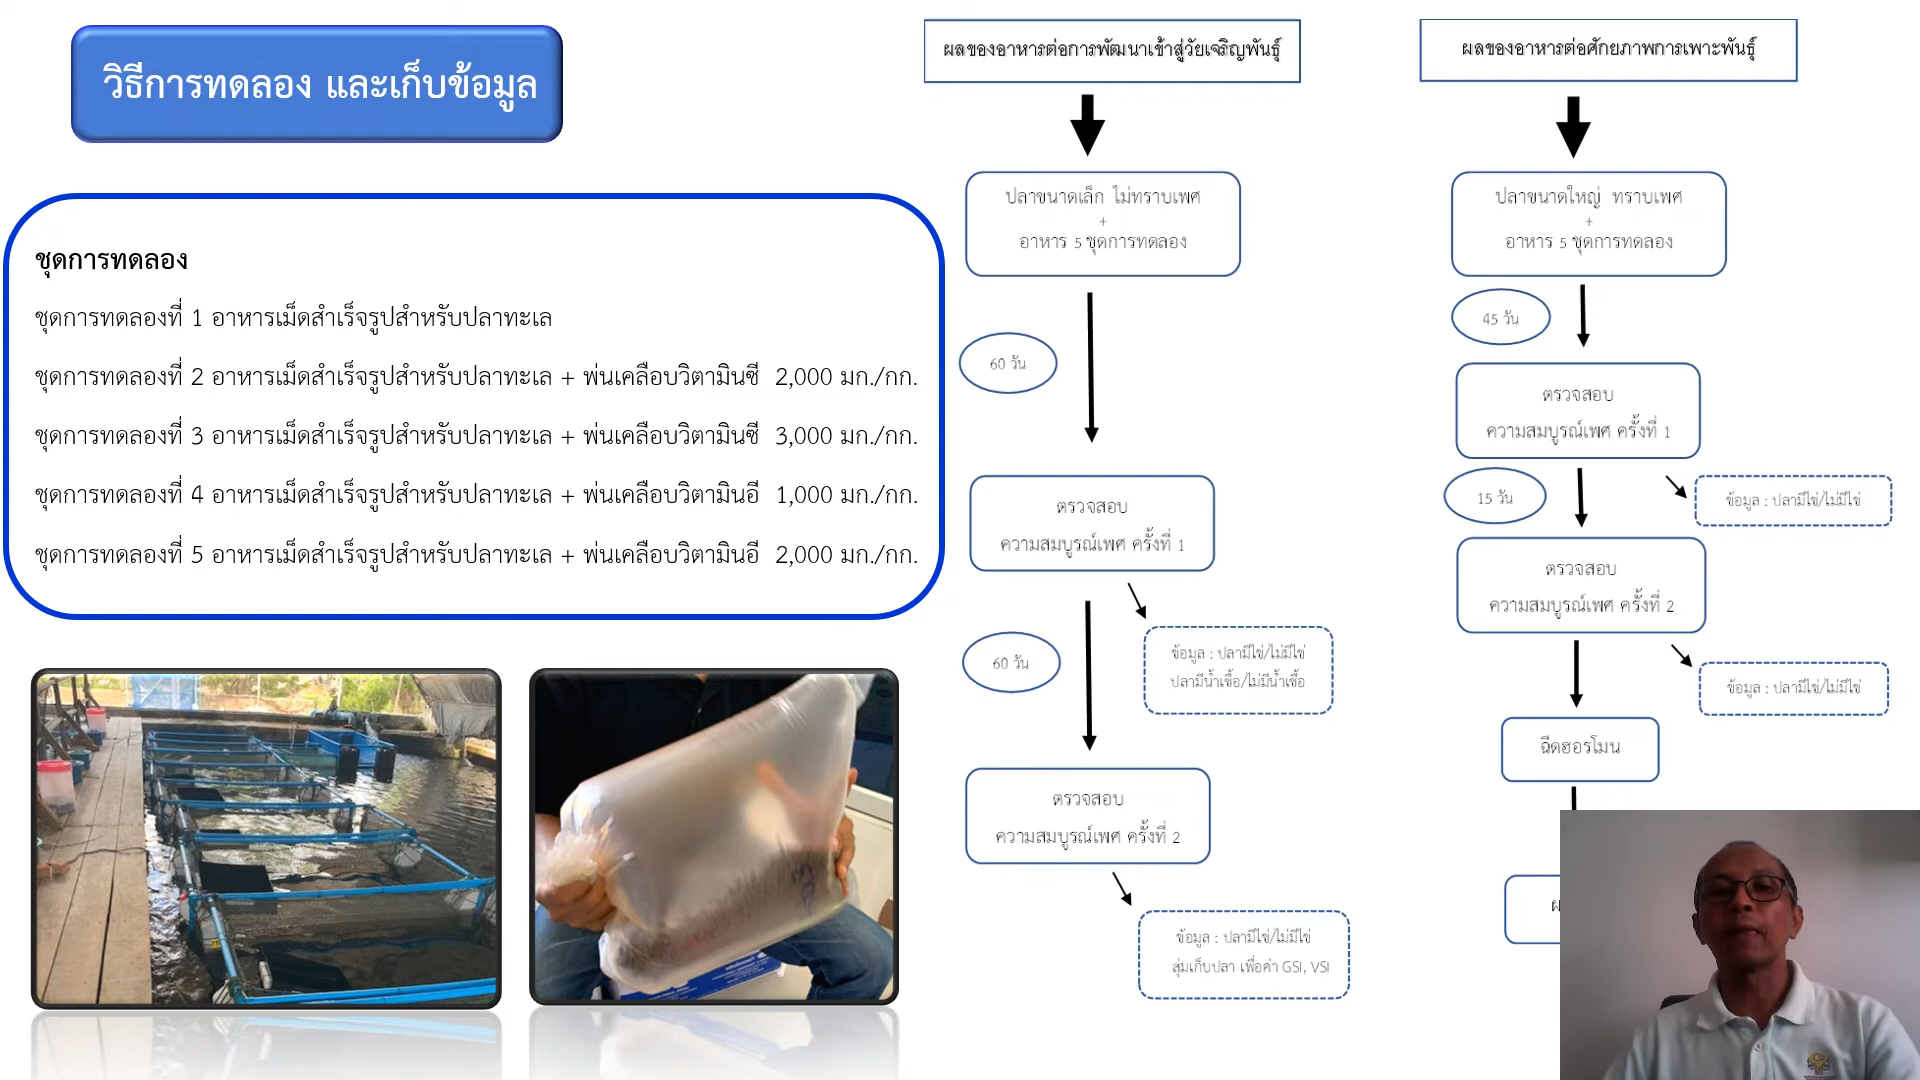 วิธีการทดลอง และเก็บข้อมูล
ชุดการทดลอง
ชุดการทดลองที่ 1 อาหารเม็ดสำเร็จรูปสำหรับปลาทะเล
ชุดการทดลองที่ 2 อาหารเม็ดสำเร็จรูปสำหรับปลาทะเล + พ่นเคลือบวิตามินซี 2,000 มก./กก.
ชุดการทดลองที่ 3 อาหารเม็ดสำเร็จรูปสำหรับปลาทะเล + พ่นเคลือบวิตามินซี 3,000 มก./กก.
ชุดการทดลองที่ 4 อาหารเม็ดสำเร็จรูปสำหรับปลาทะเล + พ่นเคลือบวิตามินอี 1,000 มก./กก.
ชุดการทดลองที่ 5 อาหารเม็ดสำเร็จรูปสำหรับปลาทะเล + พ่นเคลือบวิตามินอี 2,000 มก./กก.
ผลของอาหารต่อการพัฒนาเข้าสู่วัยเจริญพันธุ์
ปลาขนาดเล็ก ไม่ทราบเพศ
+
อาหาร 5 ชุดการทดลอง
60 วัน
ตรวจสอบ
ความสมบูรณ์เพศ ครั้งที่ 1
ข้อมูล : ปลามีไข่/ไม่มีไข่
ปลามีน้ำเชื้อ/ไม่มีน้ำเชื้อ
60 วัน
ตรวจสอบ
ความสมบูรณ์เพศ ครั้งที่ 2
ข้อมูล : ปลามีไข่/ไม่มีไข่
สุ่มเก็บปลา เพื่อค่า GSI, VSI
ผลของอาหารต่อศักยภาพการเพาะพันธุ์
ปลาขนาดใหญ่ ทราบเพศ
+
อาหาร 5 ชุดการทดลอง
45 วัน
ตรวจสอบ
ความสมบูรณ์เพศ ครั้งที่ 1
ข้อมูล : ปลามีไข่/ไม่มีไข่
15 วัน
ตรวจสอบ
ความสมบูรณ์เพศ ครั้งที่ 2
ข้อมูล : ปลามีไข่/ไม่มีไข่
ฉีดฮอร์โมน